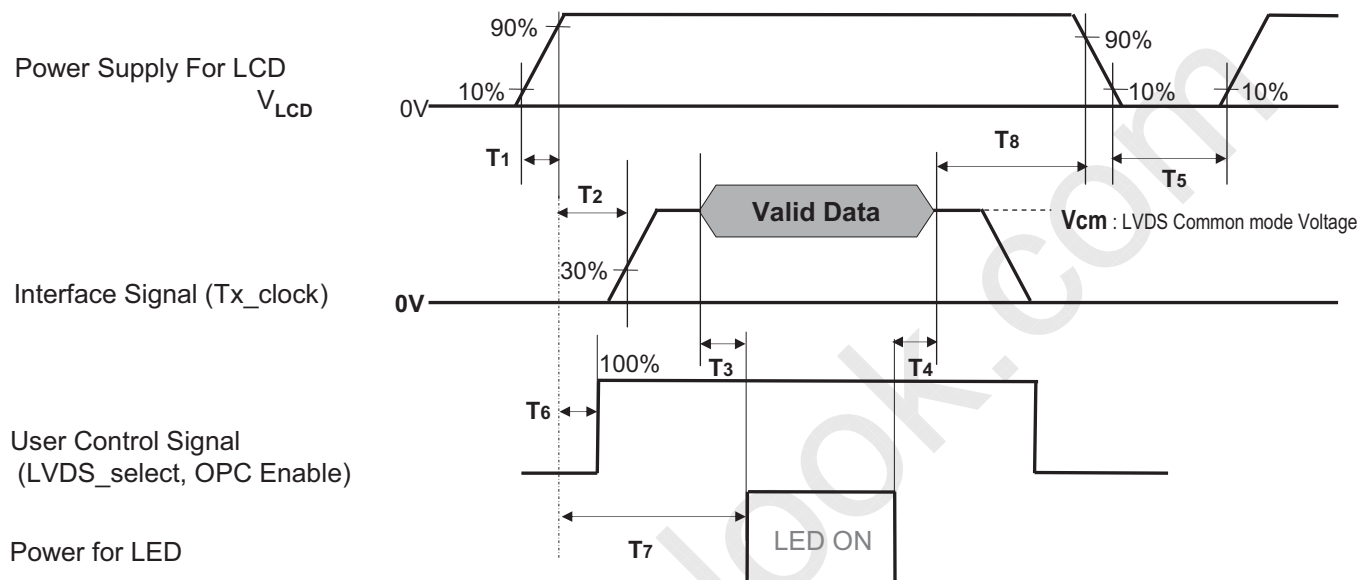 90%
90%
Power Supply For LCD
VLCD
10%
10%
10%
0V
T1
T8
T5
T2
Valid Data
Vcm : LVDS Common mode Voltage
30%
Interface Signal (Tx_clock)
0V
100%
T3
T4
T6
User Control Signal
(LVDS_select, OPC Enable)
T7
LED ON
Power for LED
look.com